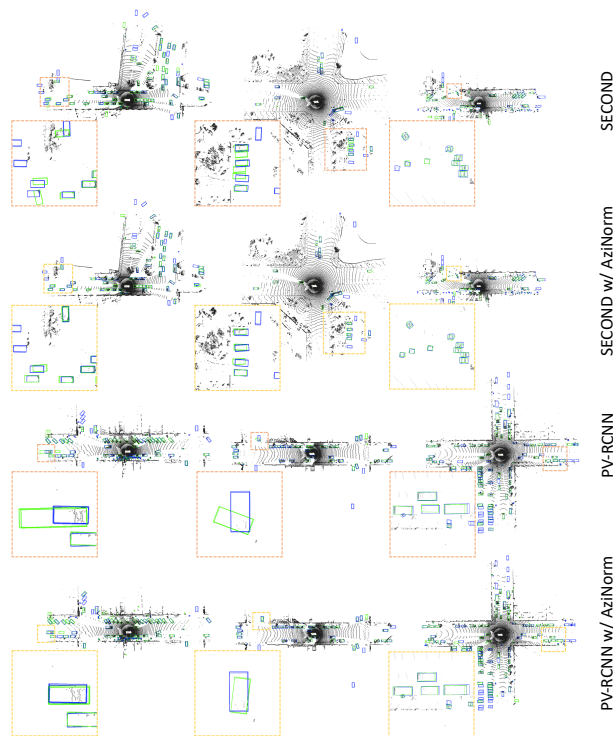 SECOND
SECOND w/ AziNorm
PV-RCNN
PV-RCNN w/ AziNorm